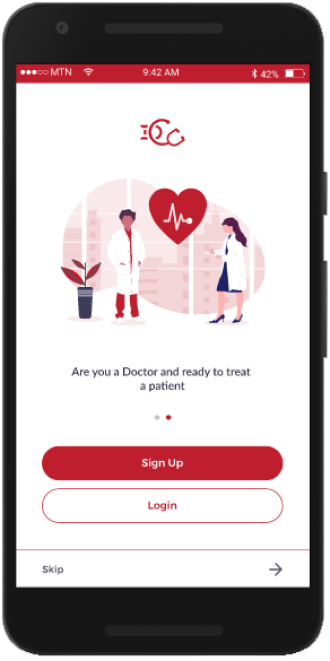 MTN 9:42 AM 42%
Are you a Doctor and ready to treat
a patient
Sign Up
Login
Skip